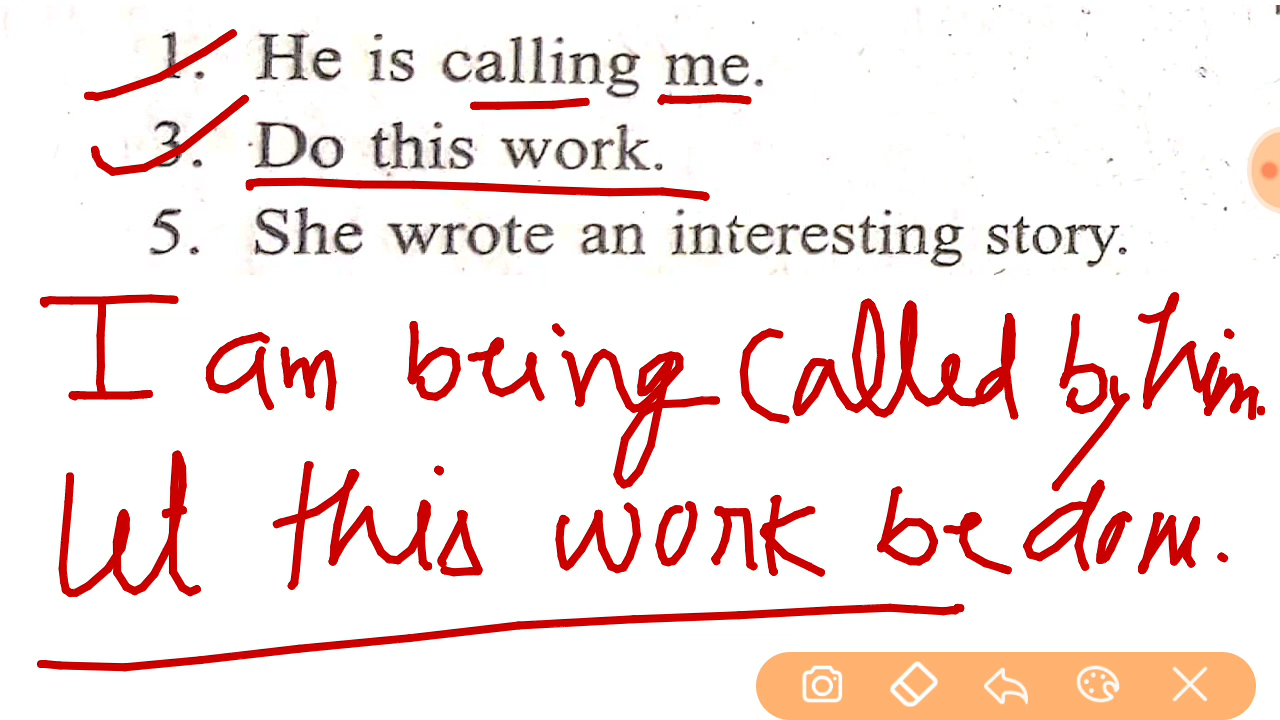 1. He is calling me.
3. Do this work.
5. She wrote an interesting story.
I am being called by him.
let this work be done.